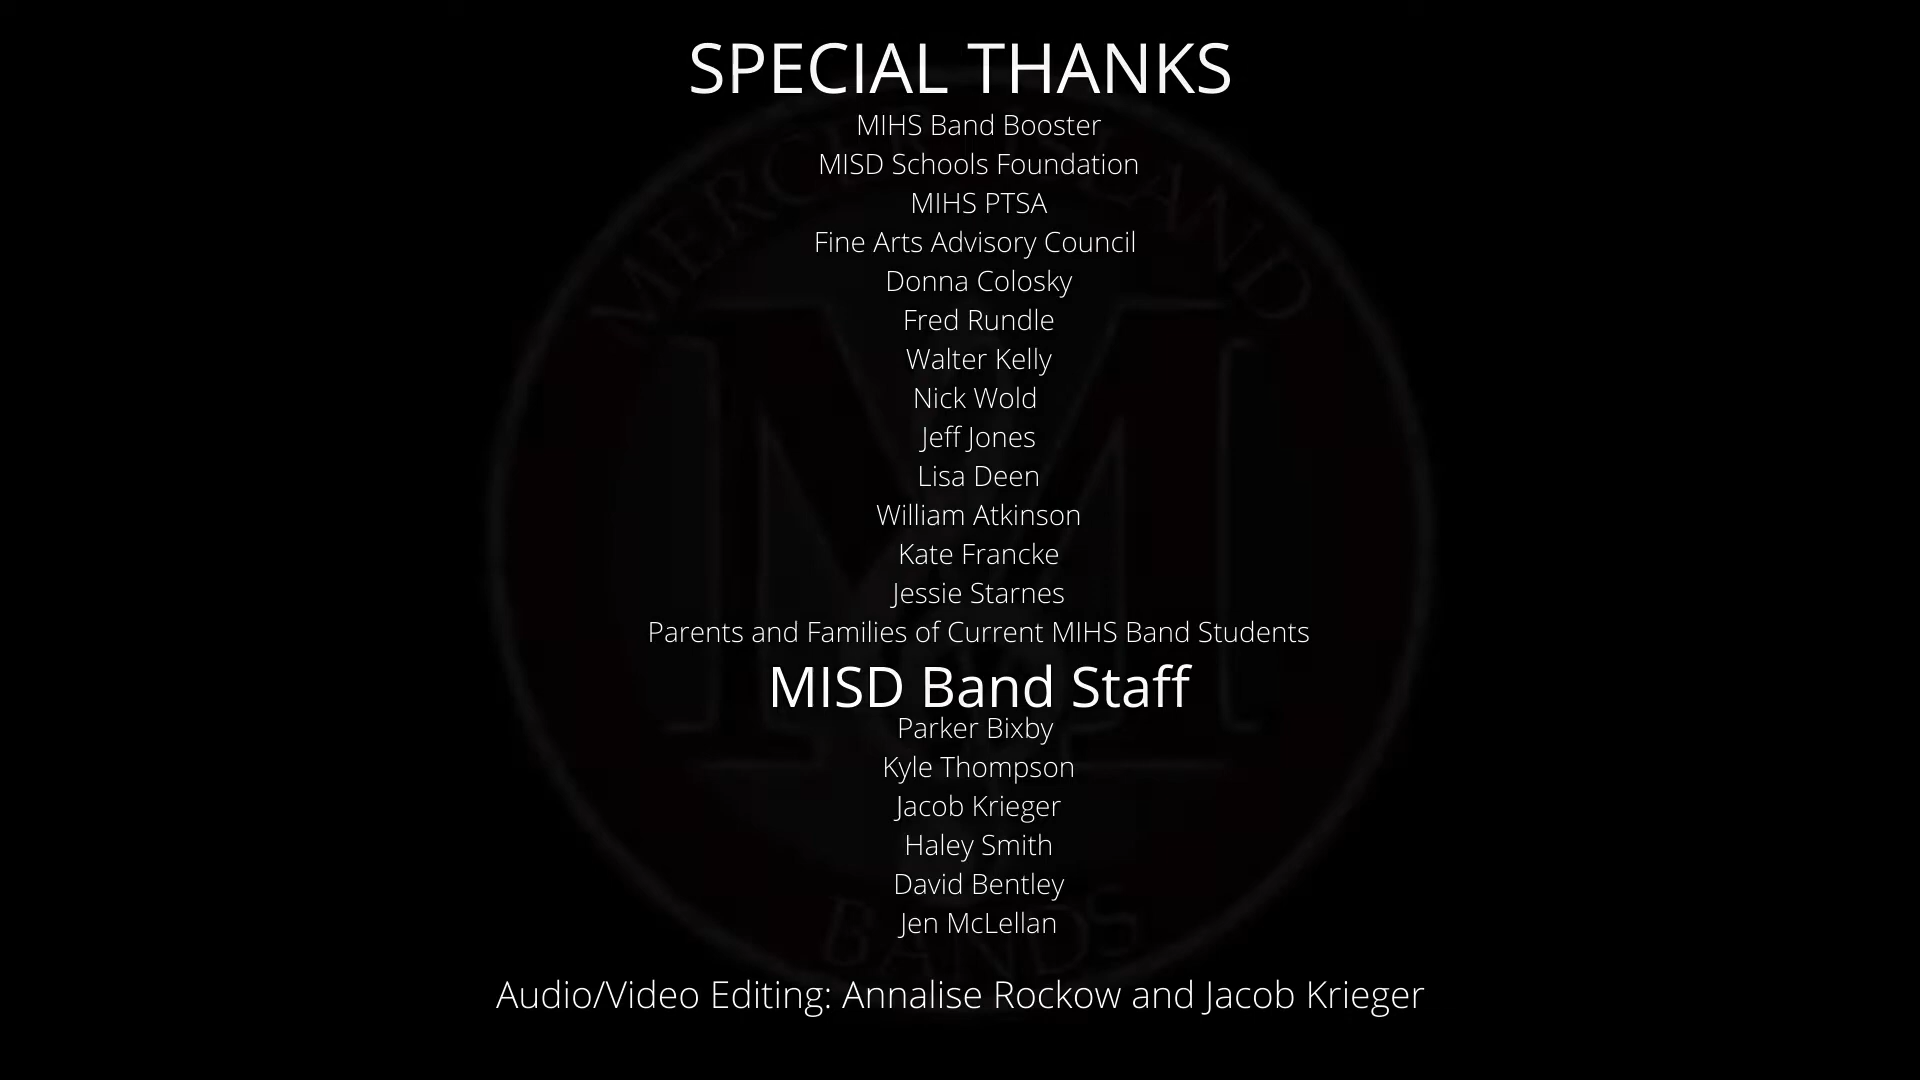 SPECIAL THANKS
MIHS Band Booster
MISD Schools Foundation
MIHS PTSA
Fine Arts Advisory Council
Donna Colosky
Fred Rundle
Walter Kelly
Nick Wold
Jeff Jones
Lisa Deen
William Atkinson
Kate Francke
Jessie Starnes
Parents and Families of Current MIHS Band Students
MISD Band Staff
Parker Bixby
Kyle Thompson
Jacob Krieger
Haley Smith
David Bentley
Jen McLellan
Audio/Video Editing: Annalise Rockow and Jacob Krieger
MERCER ISLAND
M
BANDS